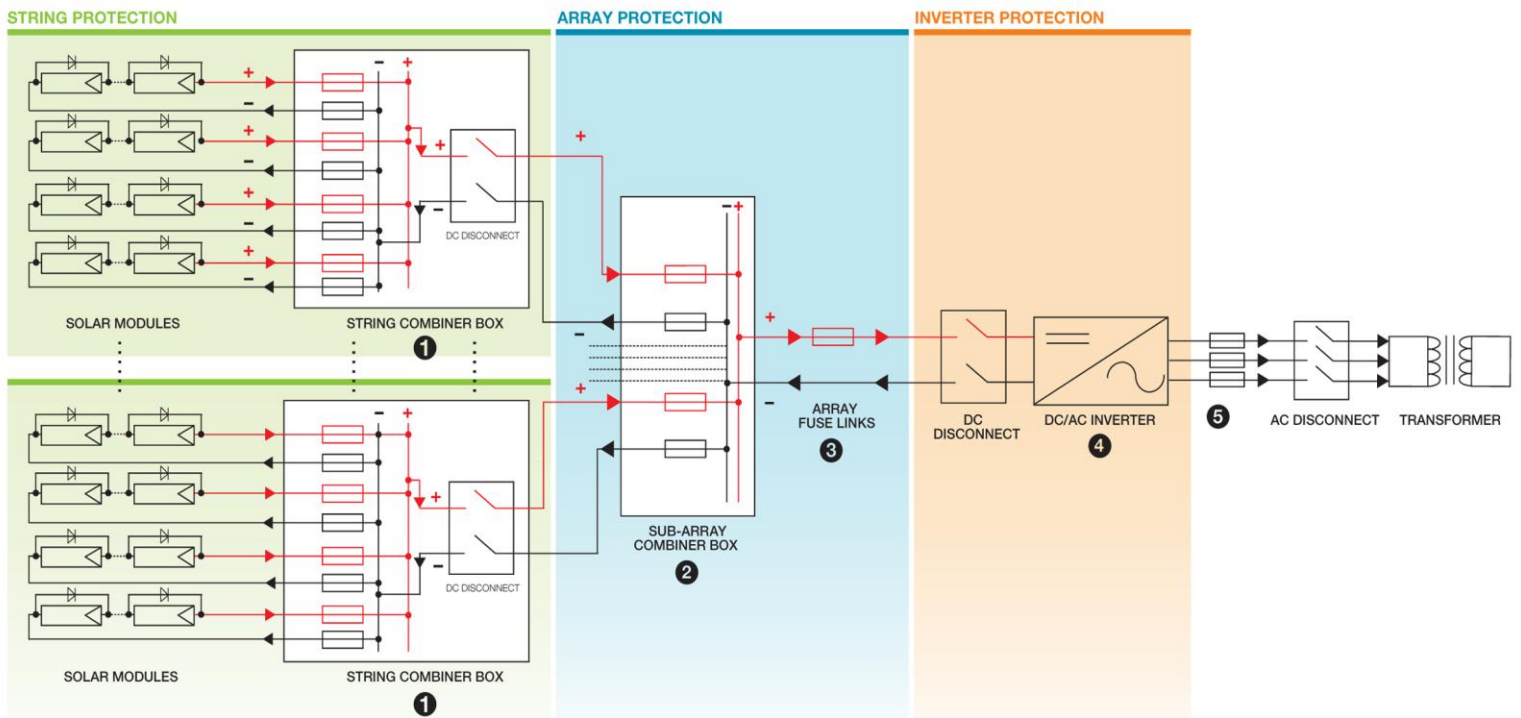 STRING PROTECTION
ARRAY PROTECTION
INVERTER PROTECTION
- +
+
-
+
-
+
-
+
-
+
-
DC DISCONNECT
SOLAR MODULES
STRING COMBINER BOX
1
+
-
- +
+
-
+
-
SUB-ARRAY
COMBINER BOX
2
ARRAY
FUSE LINKS
3
DC
DISCONNECT
DC/AC INVERTER
4
5
AC DISCONNECT
TRANSFORMER
- +
+
-
DC DISCONNECT
SOLAR MODULES
STRING COMBINER BOX
1